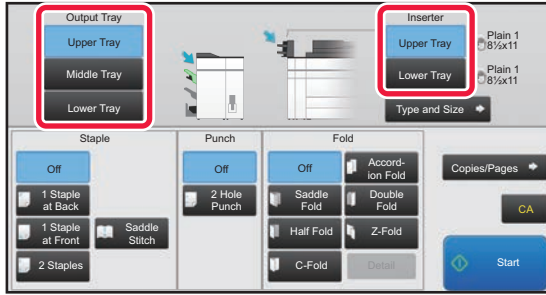 Output Tray
Upper Tray
Middle Tray
Lower Tray
Inserter
Upper Tray
Plain 1
8½x11
Lower Tray
Plain 1
8½x11
Type and Size
Staple
Off
1 Staple
at Back
1 Staple
at Front
Saddle
Stitch
2 Staples
Punch
Off
2 Hole
Punch
Fold
Off
Accord-
ion Fold
Saddle
Fold
Double
Fold
Half Fold
Z-Fold
C-Fold
Detail
Copies/Pages
CA
Start